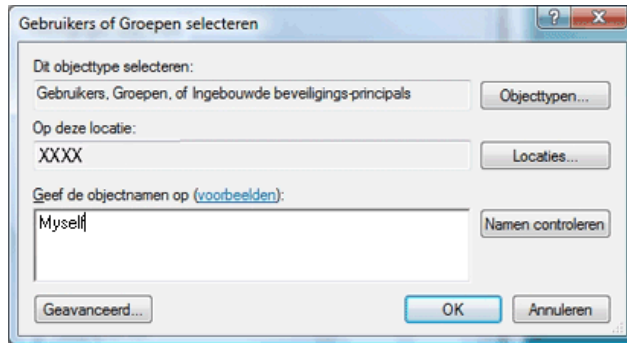 Gebruikers of Groepen selecteren
Dit objecttype selecteren:
Gebruikers, Groepen, of Ingebouwde beveiligings-principals
Objecttypen...
Op deze locatie:
XXXX
Locaties...
Geef de objectnamen op (voorbeelden):
Myself
Namen controleren
Geavanceerd...
OK
Annuleren